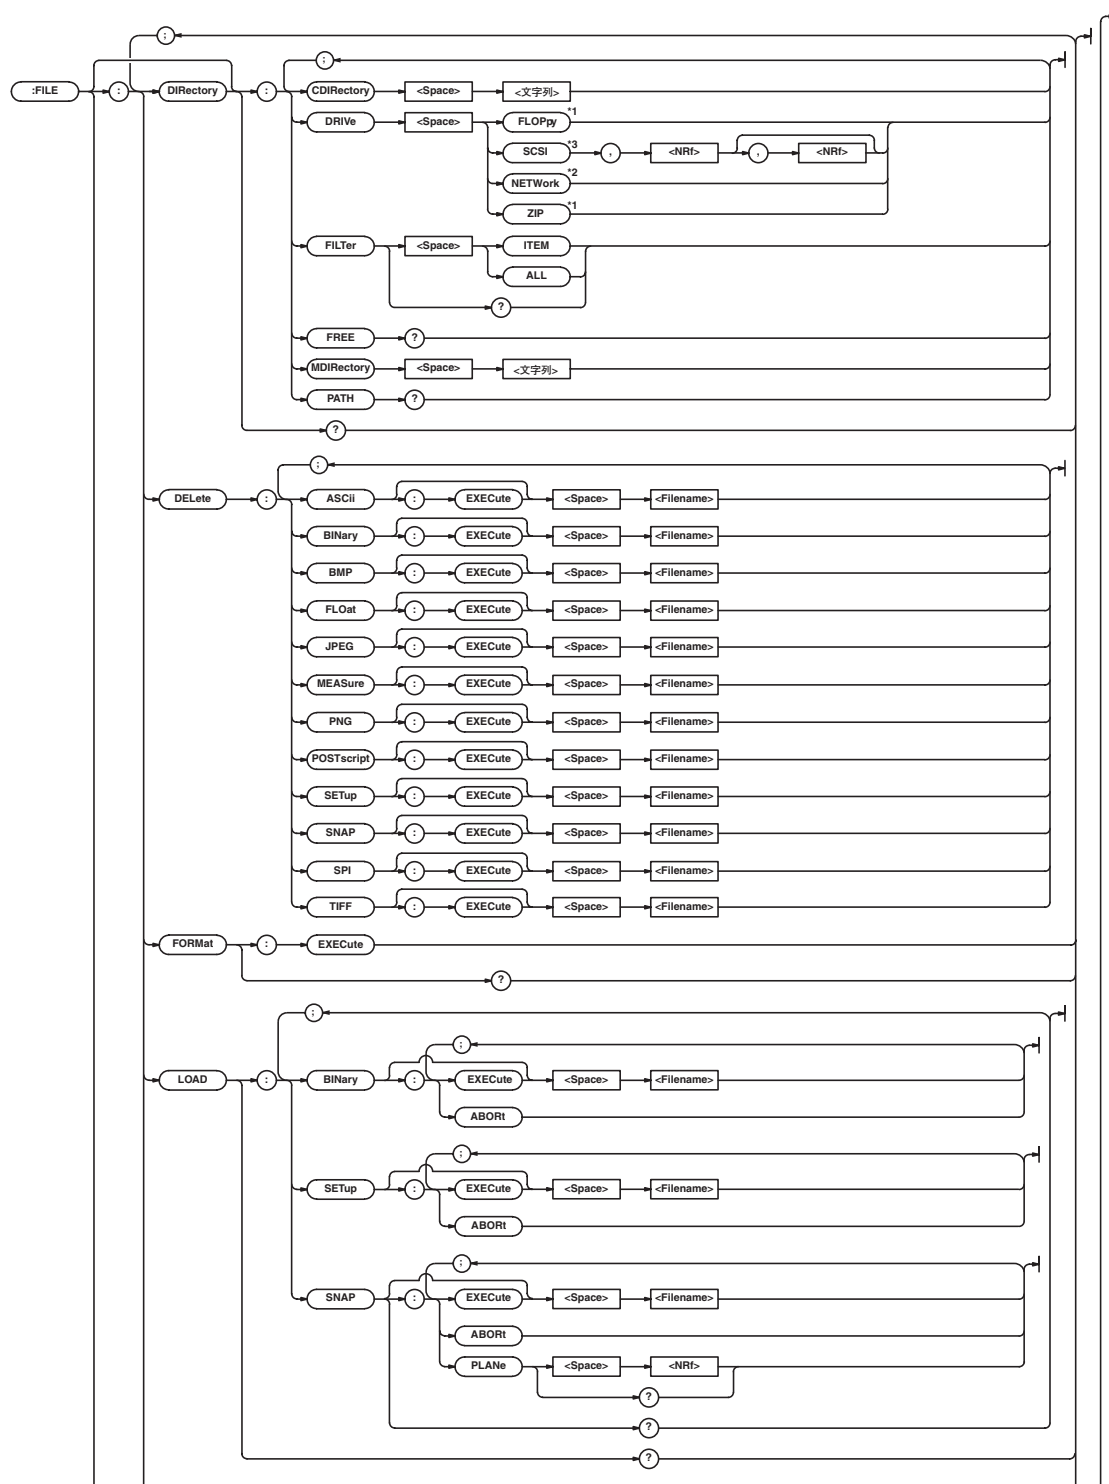 ;
;
:FILE : DIRectory : CDIRectory <Space> <文字列>
DRIVe <Space> FLOPpy *1
SCSI *3 , <NRf> , <NRf>
NETWork *2
ZIP *1
FILTer <Space> ITEM
ALL
?
FREE ?
MDIRectory <Space> <文字列>
PATH ?
?
;
DELete : ASCii : EXECute <Space> <Filename>
BINary : EXECute <Space> <Filename>
BMP : EXECute <Space> <Filename>
FLOat : EXECute <Space> <Filename>
JPEG : EXECute <Space> <Filename>
MEASure : EXECute <Space> <Filename>
PNG : EXECute <Space> <Filename>
POSTscript : EXECute <Space> <Filename>
SETup : EXECute <Space> <Filename>
SNAP : EXECute <Space> <Filename>
SPI : EXECute <Space> <Filename>
TIFF : EXECute <Space> <Filename>
FORMat : EXECute
?
;
;
LOAD : BINary : EXECute <Space> <Filename>
ABORt
;
SETup : EXECute <Space> <Filename>
ABORt
;
SNAP : EXECute <Space> <Filename>
ABORt
PLANe <Space> <NRf>
?
?
?